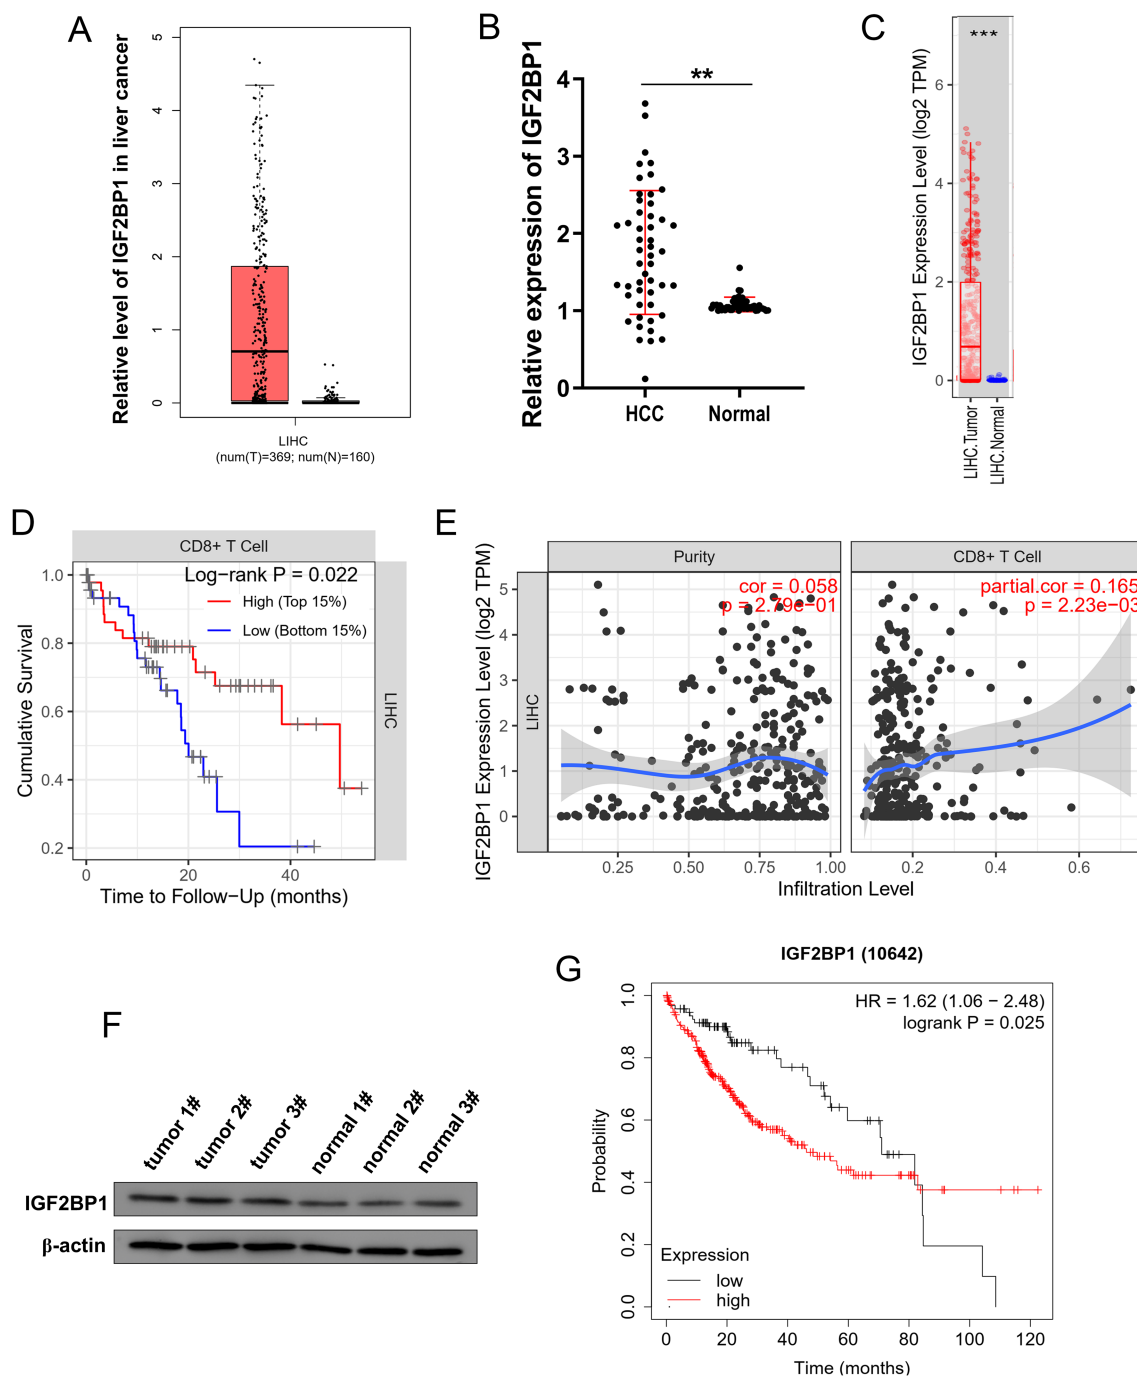 A
Relative level of IGF2BP1 in liver cancer
5
4
3
2
1
0
LIHC
(num(T)=369; num(N)=160)
B
Relative expression of IGF2BP1
4
3
2
1
0
**
HCC
Normal
C
IGF2BP1 Expression Level (log2 TPM)
***
6
4
2
0
LIHC.Tumor
LIHC.Normal
D
CD8+ T Cell
Log−rank P = 0.022
High (Top 15%)
Low (Bottom 15%)
Cumulative Survival
1.0
0.8
0.6
0.4
0.2
0
20
40
Time to Follow−Up (months)
LIHC
E
Purity
CD8+ T Cell
cor = 0.058
p = 2.79e−01
partial.cor = 0.165
p = 2.23e−03
IGF2BP1 Expression Level (log2 TPM)
LIHC
5
4
3
2
1
0
0.25
0.50
0.75
1.00
0.2
0.4
0.6
Infiltration Level
F
tumor 1#
tumor 2#
tumor 3#
normal 1#
normal 2#
normal 3#
IGF2BP1
β-actin
G
IGF2BP1 (10642)
HR = 1.62 (1.06 − 2.48)
logrank P = 0.025
Probability
1.0
0.8
0.6
0.4
0.2
0.0
Expression
low
high
0
20
40
60
80
100
120
Time (months)